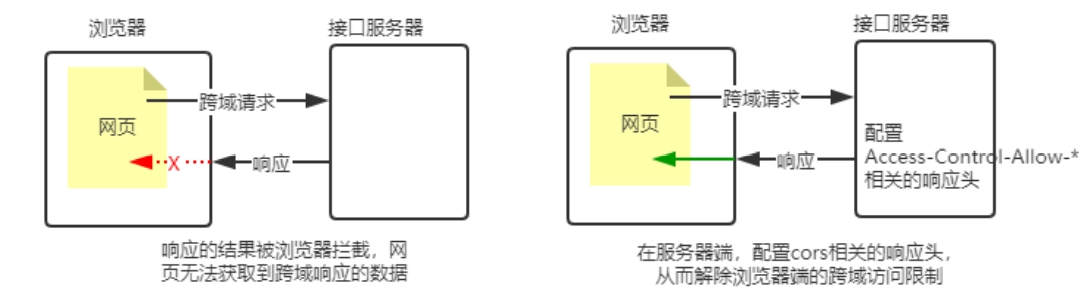 浏览器
接口服务器
跨域请求
网页
X
响应
响应的结果被浏览器拦截，网
页无法获取到跨域响应的数据
浏览器
接口服务器
跨域请求
网页
响应
配置
Access-Control-Allow-*
相关的响应头
在服务器端，配置cors相关的响应头，
从而解除浏览器端的跨域访问限制